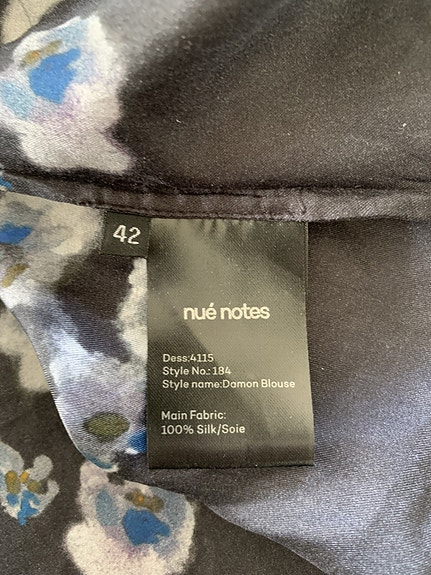 42
nué notes
Dess:4115
Style No.: 184
Style name:Damon Blouse
Main Fabric:
100% Silk/Soie